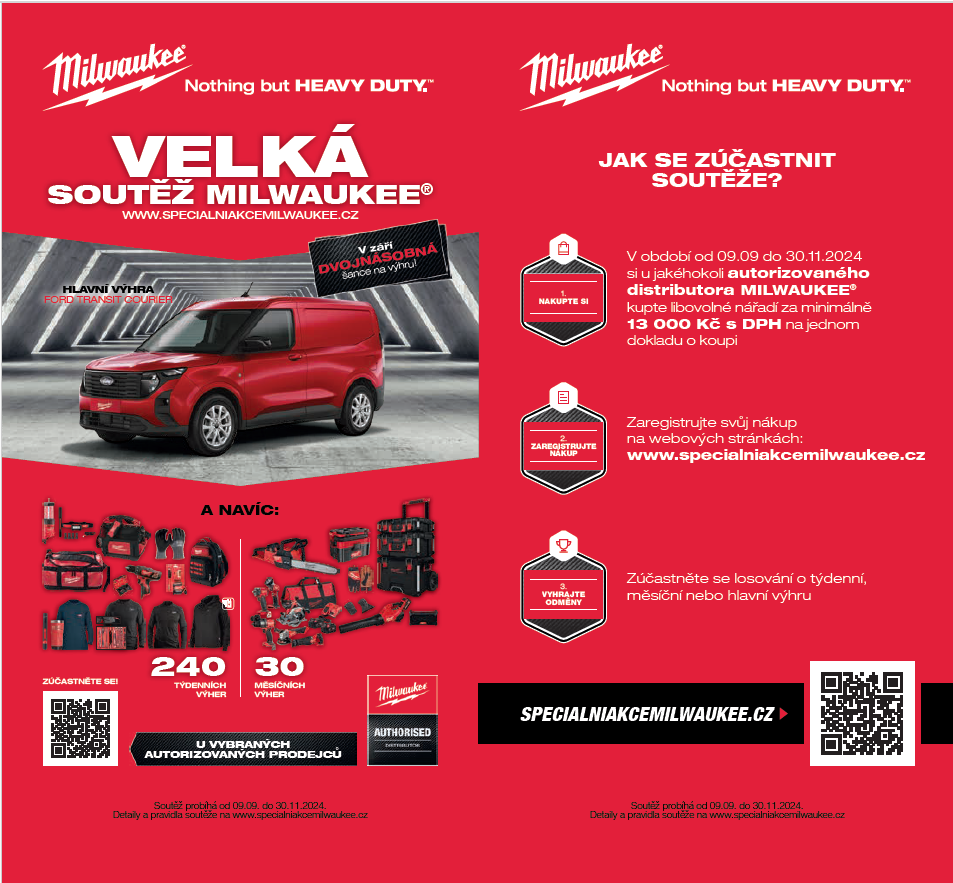 Milwaukee®
Nothing but HEAVY DUTY.™
VELKÁ
SOUTĚŽ MILWAUKEE®
WWW.SPECIALNIAKCEMILWAUKEE.CZ
V září
DVOJNÁSOBNÁ
šance na výhru!
HLAVNÍ VÝHRA
FORD TRANSIT COURIER
A NAVÍC:
240
TÝDENNÍCH
VÝHER
30
MĚSÍČNÍCH
VÝHER
ZÚČASTNĚTE SE!
U VYBRANÝCH
AUTORIZOVANÝCH PRODEJCŮ
Milwaukee
AUTHORISED
DISTRIBUTOR
Soutěž probíhá od 09.09. do 30.11.2024.
Detaily a pravidla soutěže na www.specialniakcemilwaukee.cz
Milwaukee®
Nothing but HEAVY DUTY.™
JAK SE ZÚČASTNIT
SOUTĚŽE?
1.
NAKUPTE SI
V období od 09.09 do 30.11.2024
si u jakéhokoli autorizovaného
distributora MILWAUKEE®
kupte libovolné nářadí za minimálně
13 000 Kč s DPH na jednom
dokladu o koupi
2.
ZAREGISTRUJTE
NÁKUP
Zaregistrujte svůj nákup
na webových stránkách:
www.specialniakcemilwaukee.cz
3.
VYHRAJTE
ODMĚNY
Zúčastněte se losování o týdenní,
měsíční nebo hlavní výhru
SPECIALNIAKCEMILWAUKEE.CZ
Soutěž probíhá od 09.09. do 30.11.2024.
Detaily a pravidla soutěže na www.specialniakcemilwaukee.cz